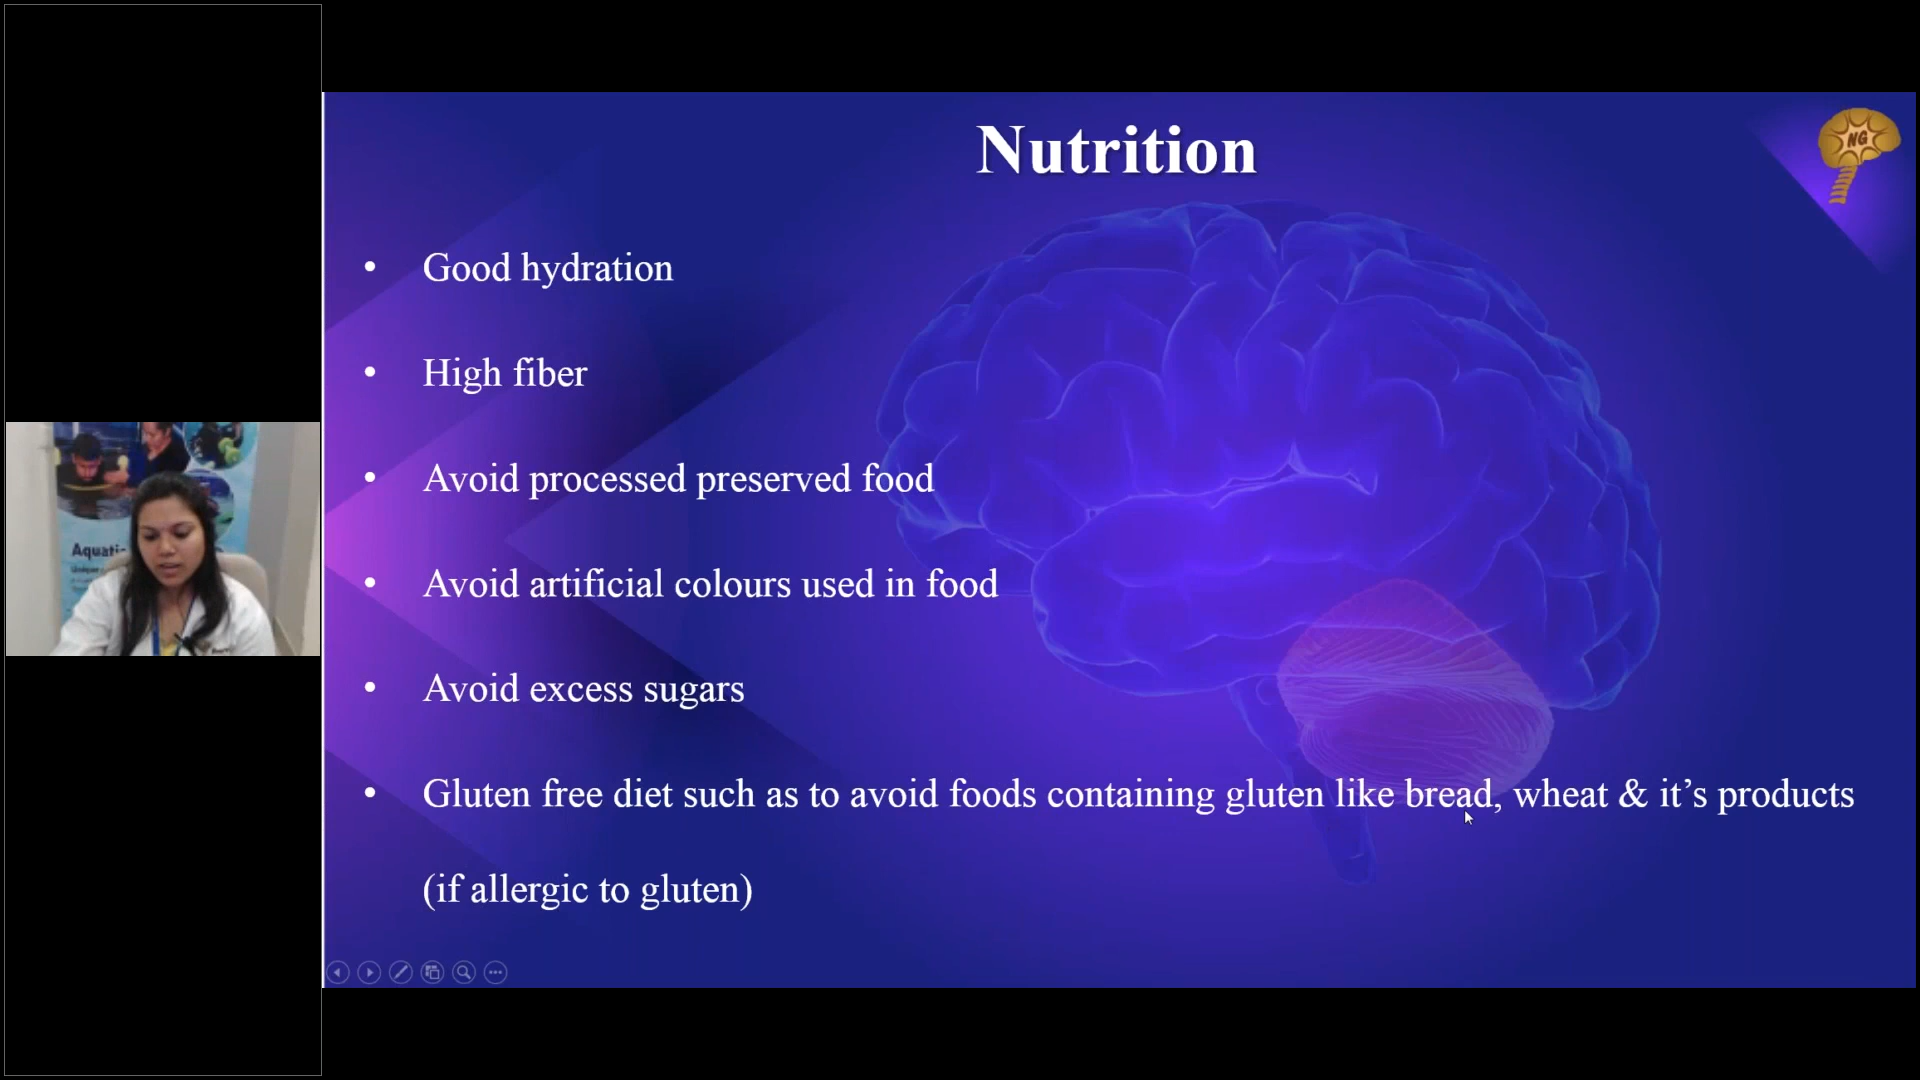 Nutrition
NG
• Good hydration
• High fiber
• Avoid processed preserved food
• Avoid artificial colours used in food
• Avoid excess sugars
• Gluten free diet such as to avoid foods containing gluten like bread, wheat & it’s products
(if allergic to gluten)
Aquatic